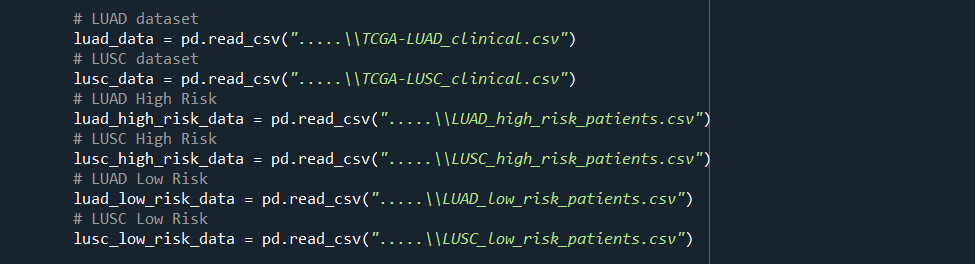 # LUAD dataset
luad_data = pd.read_csv(".....\\TCGA-LUAD_clinical.csv")
# LUSC dataset
lusc_data = pd.read_csv(".....\\TCGA-LUSC_clinical.csv")
# LUAD High Risk
luad_high_risk_data = pd.read_csv(".....\\LUAD_high_risk_patients.csv")
# LUSC High Risk
lusc_high_risk_data = pd.read_csv(".....\\LUSC_high_risk_patients.csv")
# LUAD Low Risk
luad_low_risk_data = pd.read_csv(".....\\LUAD_low_risk_patients.csv")
# LUSC Low Risk
lusc_low_risk_data = pd.read_csv(".....\\LUSC_low_risk_patients.csv")